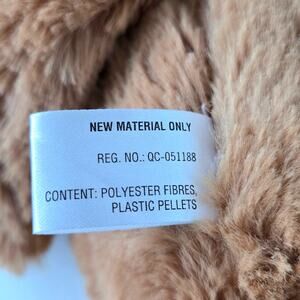 NEW MATERIAL ONLY
REG. NO.: QC-051188
CONTENT: POLYESTER FIBRES,
PLASTIC PELLETS